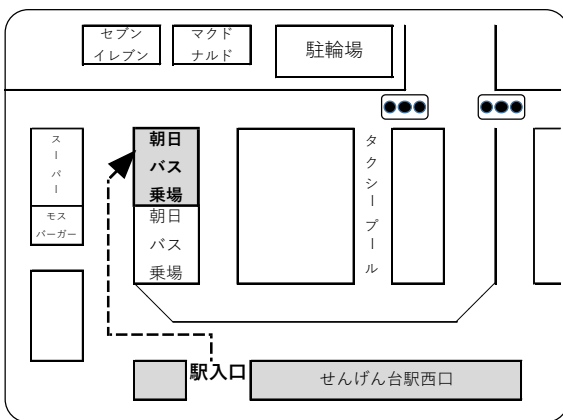 セブン
イレブン
マクド
ナルド
駐輪場
スーパー
モス
バーガー
朝日
バス
乗場
朝日
バス
乗場
タクシープール
駅入口
せんげん台駅西口